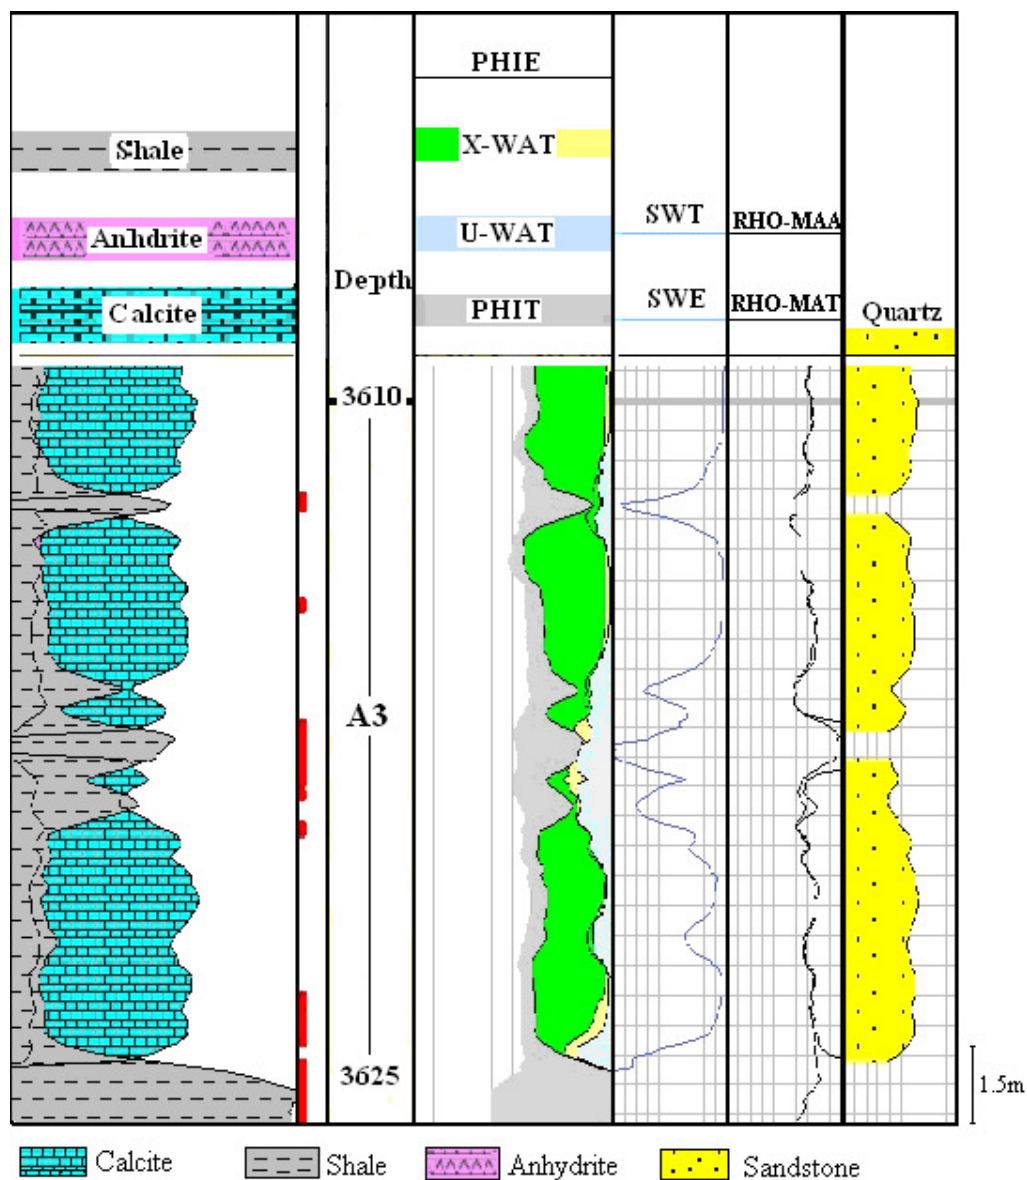 PHIE
Shale
X-WAT
Anhdrite
U-WAT
SWT
RHO-MAA
Depth
Calcite
PHIT
SWE
RHO-MAT
Quartz
3610
A3
3625
1.5m
Calcite
Shale
Anhydrite
Sandstone